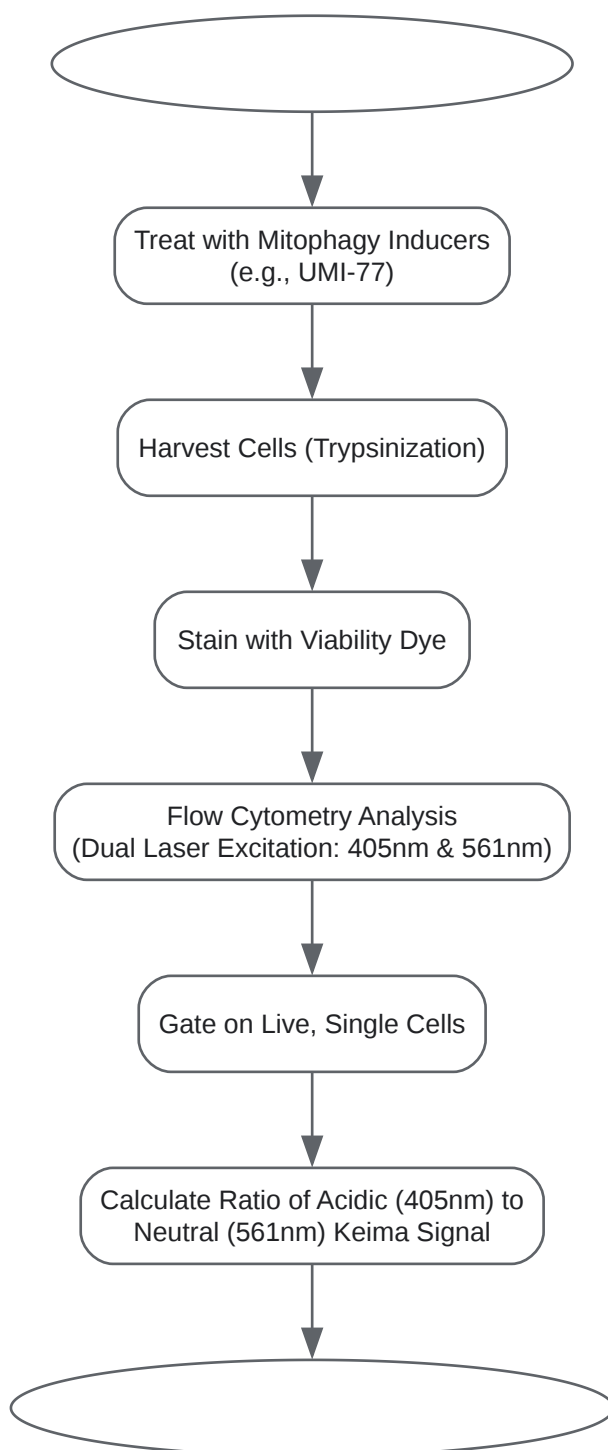 Treat with Mitophagy Inducers
(e.g., UMI-77)
Harvest Cells (Trypsinization)
Stain with Viability Dye
Flow Cytometry Analysis
(Dual Laser Excitation: 405nm & 561nm)
Gate on Live, Single Cells
Calculate Ratio of Acidic (405nm) to
Neutral (561nm) Keima Signal